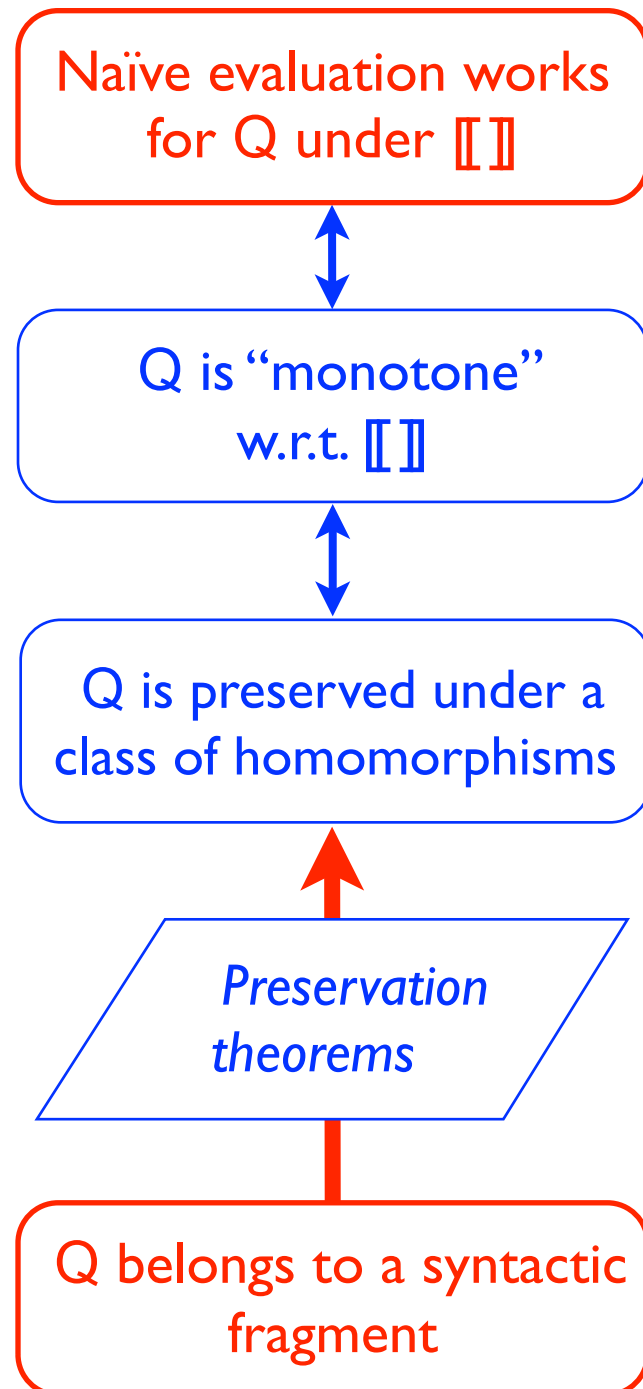 Naïve evaluation works
for Q under ⟦ ⟧
Q is “monotone”
w.r.t. ⟦ ⟧
Q is preserved under a
class of homomorphisms
Preservation
theorems
Q belongs to a syntactic
fragment